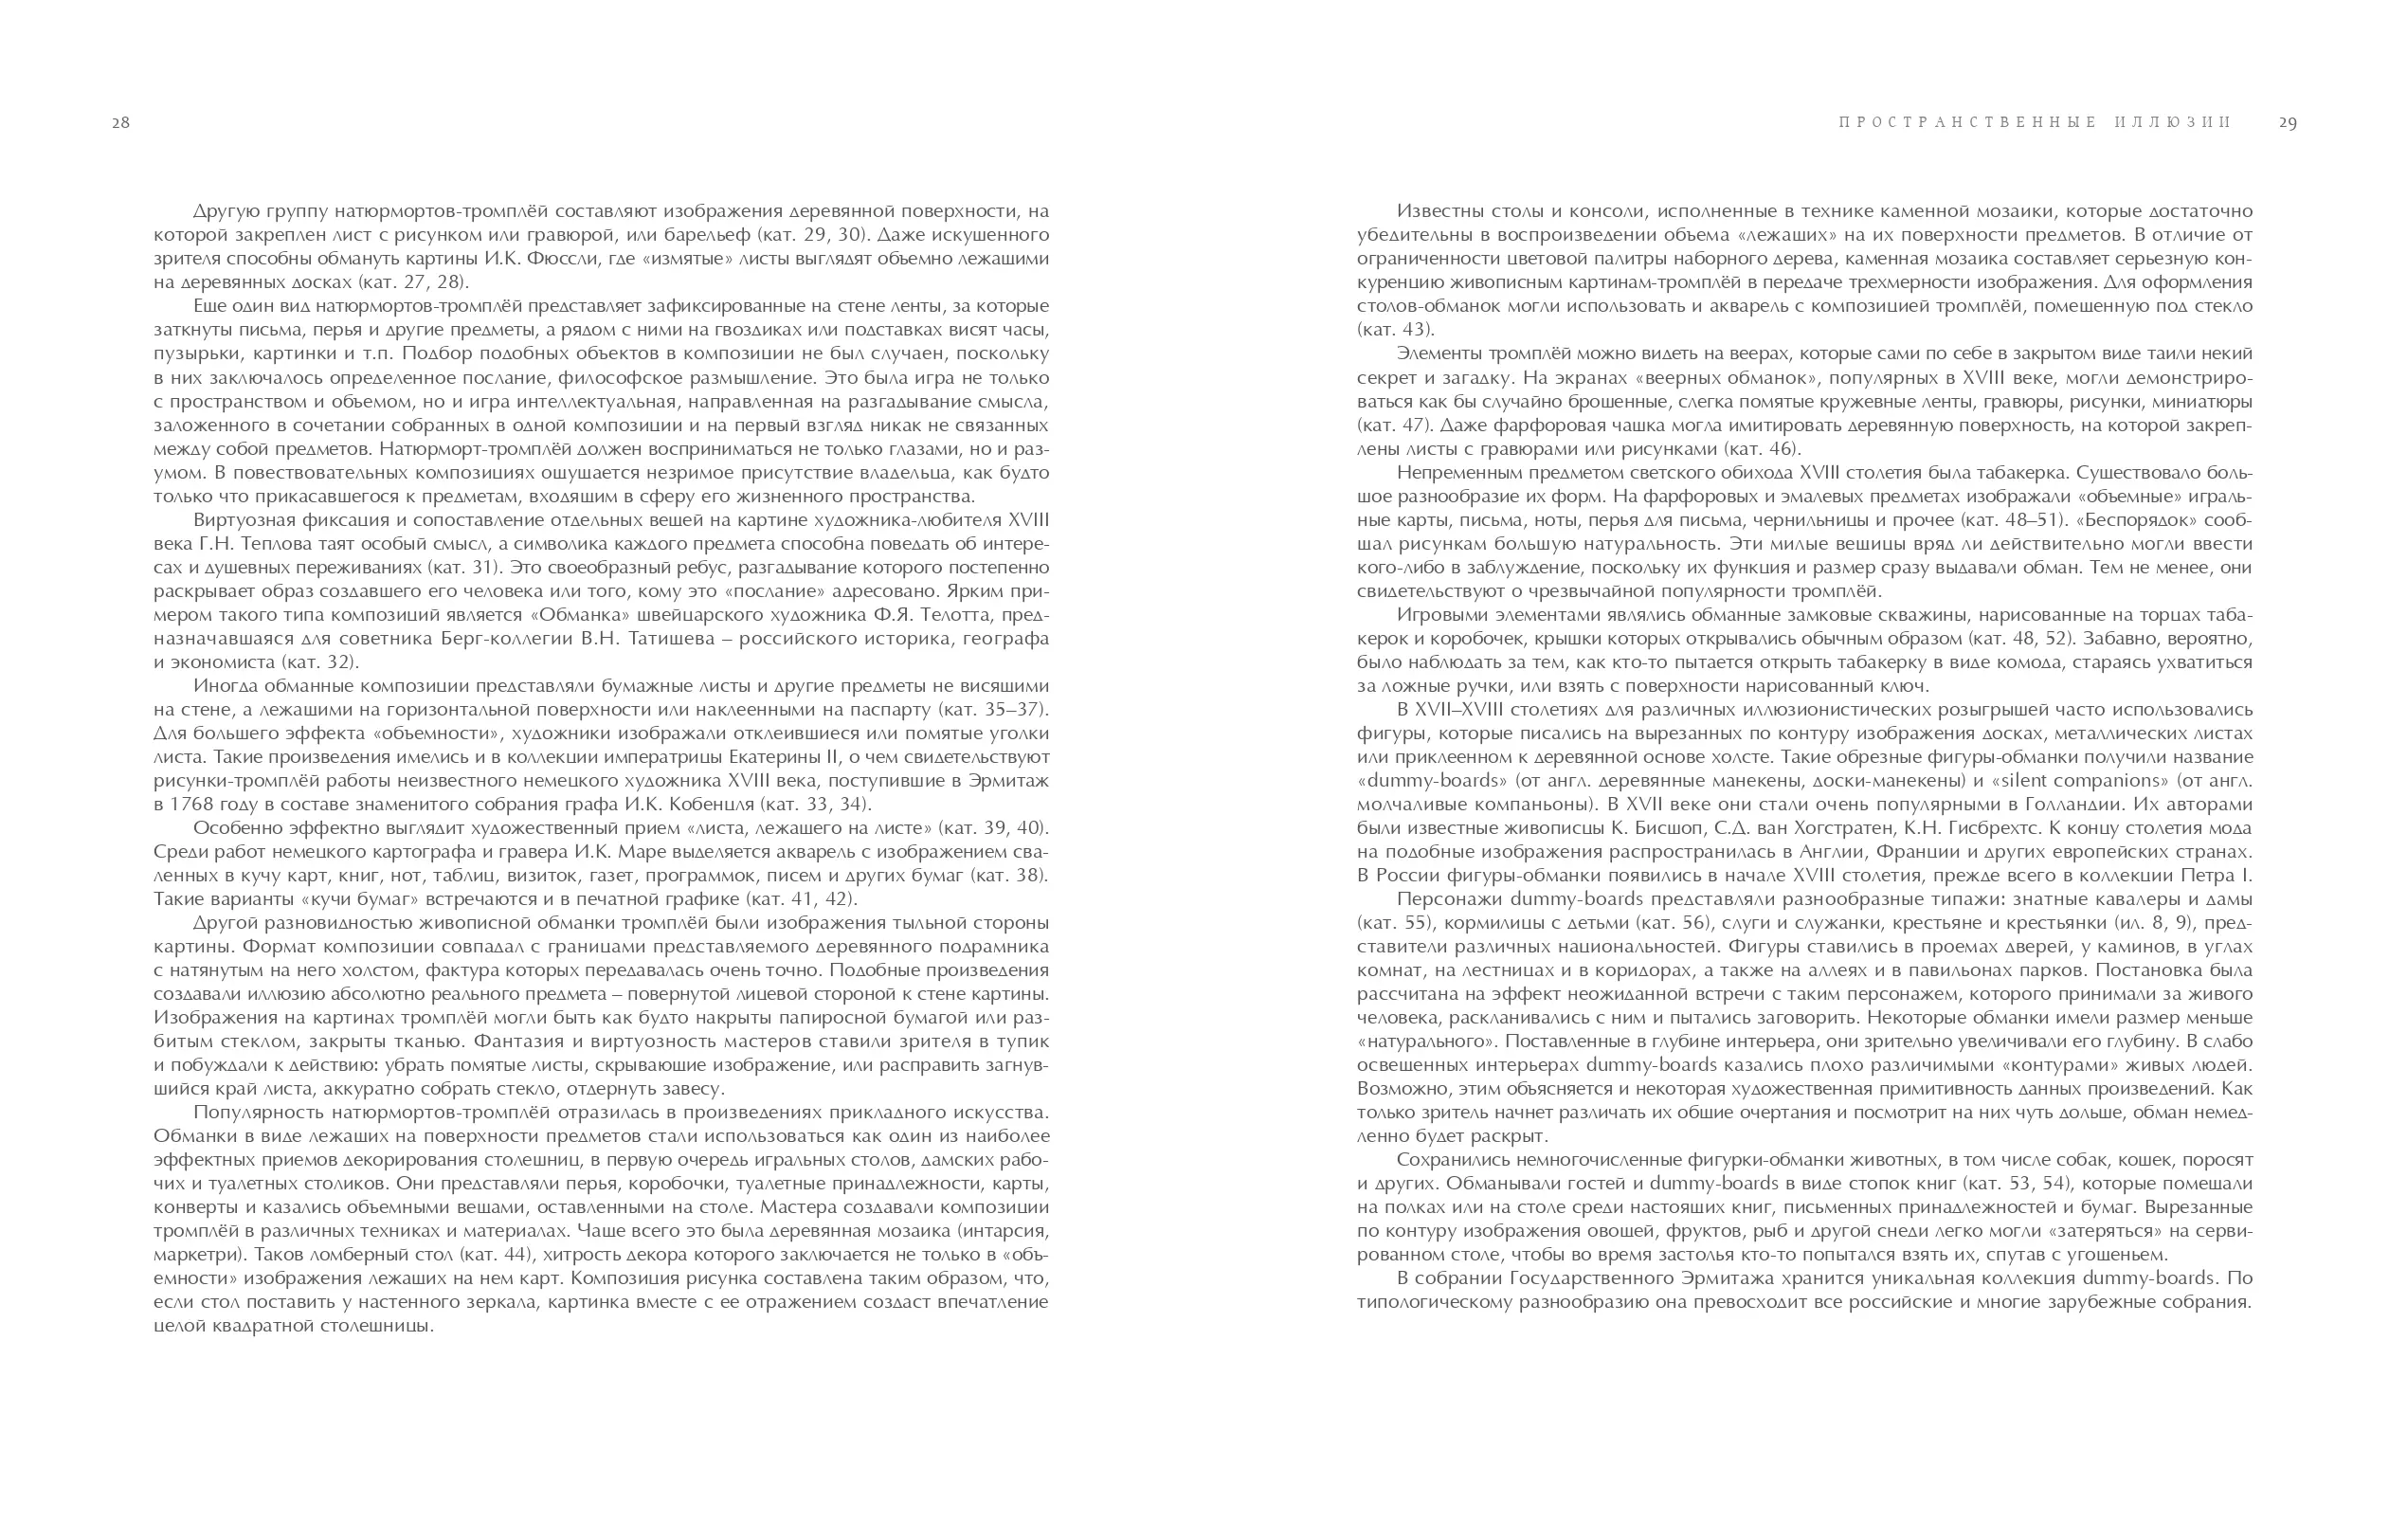 28
Другую группу натюрмортов-тромплёй составляют изображения деревянной поверхности, на
которой закреплен лист с рисунком или гравюрой, или барельеф (кат. 29, 30). Даже искушенного
зрителя способны обмануть картины И.К. Фюссли, где «измятые» листы выглядят объемно лежащими
на деревянных досках (кат. 27, 28).
Еще один вид натюрмортов-тромплёй представляет зафиксированные на стене ленты, за которые
заткнуты письма, перья и другие предметы, а рядом с ними на гвоздиках или подставках висят часы,
пузырьки, картинки и т.п. Подбор подобных объектов в композиции не был случаен, поскольку
в них заключалось определенное послание, философское размышление. Это была игра не только
с пространством и объемом, но и игра интеллектуальная, направленная на разгадывание смысла,
заложенного в сочетании собранных в одной композиции и на первый взгляд никак не связанных
между собой предметов. Натюрморт-тромплёй должен восприниматься не только глазами, но и раз-
умом. В повествовательных композициях ощущается незримое присутствие владельца, как будто
только что прикасавшегося к предметам, входящим в сферу его жизненного пространства.
Виртуозная фиксация и сопоставление отдельных вещей на картине художника-любителя XVIII
века Г.Н. Теплова таят особый смысл, а символика каждого предмета способна поведать об интере-
сах и душевных переживаниях (кат. 31). Это своеобразный ребус, разгадывание которого постепенно
раскрывает образ создавшего его человека или того, кому это «послание» адресовано. Ярким при-
мером такого типа композиций является «Обманка» швейцарского художника Ф.Я. Телотта, пред-
назначавшаяся для советника Берг-коллегии В.Н. Татищева – российского историка, географа
и экономиста (кат. 32).
Иногда обманные композиции представляли бумажные листы и другие предметы не висящими
на стене, а лежащими на горизонтальной поверхности или наклеенными на паспарту (кат. 35–37).
Для большего эффекта «объемности», художники изображали отклеившиеся или помятые уголки
листа. Такие произведения имелись и в коллекции императрицы Екатерины II, о чем свидетельствуют
рисунки-тромплёй работы неизвестного немецкого художника XVIII века, поступившие в Эрмитаж
в 1768 году в составе знаменитого собрания графа И.К. Кобенцля (кат. 33, 34).
Особенно эффектно выглядит художественный прием «листа, лежащего на листе» (кат. 39, 40).
Среди работ немецкого картографа и гравера И.К. Маре выделяется акварель с изображением сва-
ленных в кучу карт, книг, нот, таблиц, визиток, газет, программок, писем и других бумаг (кат. 38).
Такие варианты «кучи бумаг» встречаются и в печатной графике (кат. 41, 42).
Другой разновидностью живописной обманки тромплёй были изображения тыльной стороны
картины. Формат композиции совпадал с границами представляемого деревянного подрамника
с натянутым на него холстом, фактура которых передавалась очень точно. Подобные произведения
создавали иллюзию абсолютно реального предмета – повернутой лицевой стороной к стене картины.
Изображения на картинах тромплёй могли быть как будто накрыты папиросной бумагой или раз-
битым стеклом, закрыты тканью. Фантазия и виртуозность мастеров ставили зрителя в тупик
и побуждали к действию: убрать помятые листы, скрывающие изображение, или расправить загнув-
шийся край листа, аккуратно собрать стекло, отдернуть завесу.
Популярность натюрмортов-тромплёй отразилась в произведениях прикладного искусства.
Обманки в виде лежащих на поверхности предметов стали использоваться как один из наиболее
эффектных приемов декорирования столешниц, в первую очередь игральных столов, дамских рабо-
чих и туалетных столиков. Они представляли перья, коробочки, туалетные принадлежности, карты,
конверты и казались объемными вещами, оставленными на столе. Мастера создавали композиции
тромплёй в различных техниках и материалах. Чаще всего это была деревянная мозаика (интарсия,
маркетри). Таков ломберный стол (кат. 44), хитрость декора которого заключается не только в «объ-
емности» изображения лежащих на нем карт. Композиция рисунка составлена таким образом, что,
если стол поставить у настенного зеркала, картинка вместе с ее отражением создаст впечатление
целой квадратной столешницы.
ПРОСТРАНСТВЕННЫЕ ИЛЛЮЗИИ 29
Известны столы и консоли, исполненные в технике каменной мозаики, которые достаточно
убедительны в воспроизведении объема «лежащих» на их поверхности предметов. В отличие от
ограниченности цветовой палитры наборного дерева, каменная мозаика составляет серьезную кон-
куренцию живописным картинам-тромплёй в передаче трехмерности изображения. Для оформления
столов-обманок могли использовать и акварель с композицией тромплёй, помещенную под стекло
(кат. 43).
Элементы тромплёй можно видеть на веерах, которые сами по себе в закрытом виде таили некий
секрет и загадку. На экранах «веерных обманок», популярных в XVIII веке, могли демонстриро-
ваться как бы случайно брошенные, слегка помятые кружевные ленты, гравюры, рисунки, миниатюры
(кат. 47). Даже фарфоровая чашка могла имитировать деревянную поверхность, на которой закреп-
лены листы с гравюрами или рисунками (кат. 46).
Непременным предметом светского обихода XVIII столетия была табакерка. Существовало боль-
шое разнообразие их форм. На фарфоровых и эмалевых предметах изображали «объемные» играль-
ные карты, письма, ноты, перья для письма, чернильницы и прочее (кат. 48–51). «Беспорядок» сооб-
щал рисункам большую натуральность. Эти милые вещицы вряд ли действительно могли ввести
кого-либо в заблуждение, поскольку их функция и размер сразу выдавали обман. Тем не менее, они
свидетельствуют о чрезвычайной популярности тромплёй.
Игровыми элементами являлись обманные замковые скважины, нарисованные на торцах таба-
керок и коробочек, крышки которых открывались обычным образом (кат. 48, 52). Забавно, вероятно,
было наблюдать за тем, как кто-то пытается открыть табакерку в виде комода, стараясь ухватиться
за ложные ручки, или взять с поверхности нарисованный ключ.
В XVII–XVIII столетиях для различных иллюзионистических розыгрышей часто использовались
фигуры, которые писались на вырезанных по контуру изображения досках, металлических листах
или приклеенном к деревянной основе холсте. Такие обрезные фигуры-обманки получили название
«dummy-boards» (от англ. деревянные манекены, доски-манекены) и «silent companions» (от англ.
молчаливые компаньоны). В XVII веке они стали очень популярными в Голландии. Их авторами
были известные живописцы К. Бисшоп, С.Д. ван Хогстратен, К.Н. Гисбрехтс. К концу столетия мода
на подобные изображения распространилась в Англии, Франции и других европейских странах.
В России фигуры-обманки появились в начале XVIII столетия, прежде всего в коллекции Петра I.
Персонажи dummy-boards представляли разнообразные типажи: знатные кавалеры и дамы
(кат. 55), кормилицы с детьми (кат. 56), слуги и служанки, крестьяне и крестьянки (ил. 8, 9), пред-
ставители различных национальностей. Фигуры ставились в проемах дверей, у каминов, в углах
комнат, на лестницах и в коридорах, а также на аллеях и в павильонах парков. Постановка была
рассчитана на эффект неожиданной встречи с таким персонажем, которого принимали за живого
человека, раскланивались с ним и пытались заговорить. Некоторые обманки имели размер меньше
«натурального». Поставленные в глубине интерьера, они зрительно увеличивали его глубину. В слабо
освещенных интерьерах dummy-boards казались плохо различимыми «контурами» живых людей.
Возможно, этим объясняется и некоторая художественная примитивность данных произведений. Как
только зритель начнет различать их общие очертания и посмотрит на них чуть дольше, обман немед-
ленно будет раскрыт.
Сохранились немногочисленные фигурки-обманки животных, в том числе собак, кошек, поросят
и других. Обманывали гостей и dummy-boards в виде стопок книг (кат. 53, 54), которые помещали
на полках или на столе среди настоящих книг, письменных принадлежностей и бумаг. Вырезанные
по контуру изображения овощей, фруктов, рыб и другой снеди легко могли «затеряться» на серви-
рованном столе, чтобы во время застолья кто-то попытался взять их, спутав с угощеньем.
В собрании Государственного Эрмитажа хранится уникальная коллекция dummy-boards. По
типологическому разнообразию она превосходит все российские и многие зарубежные собрания.